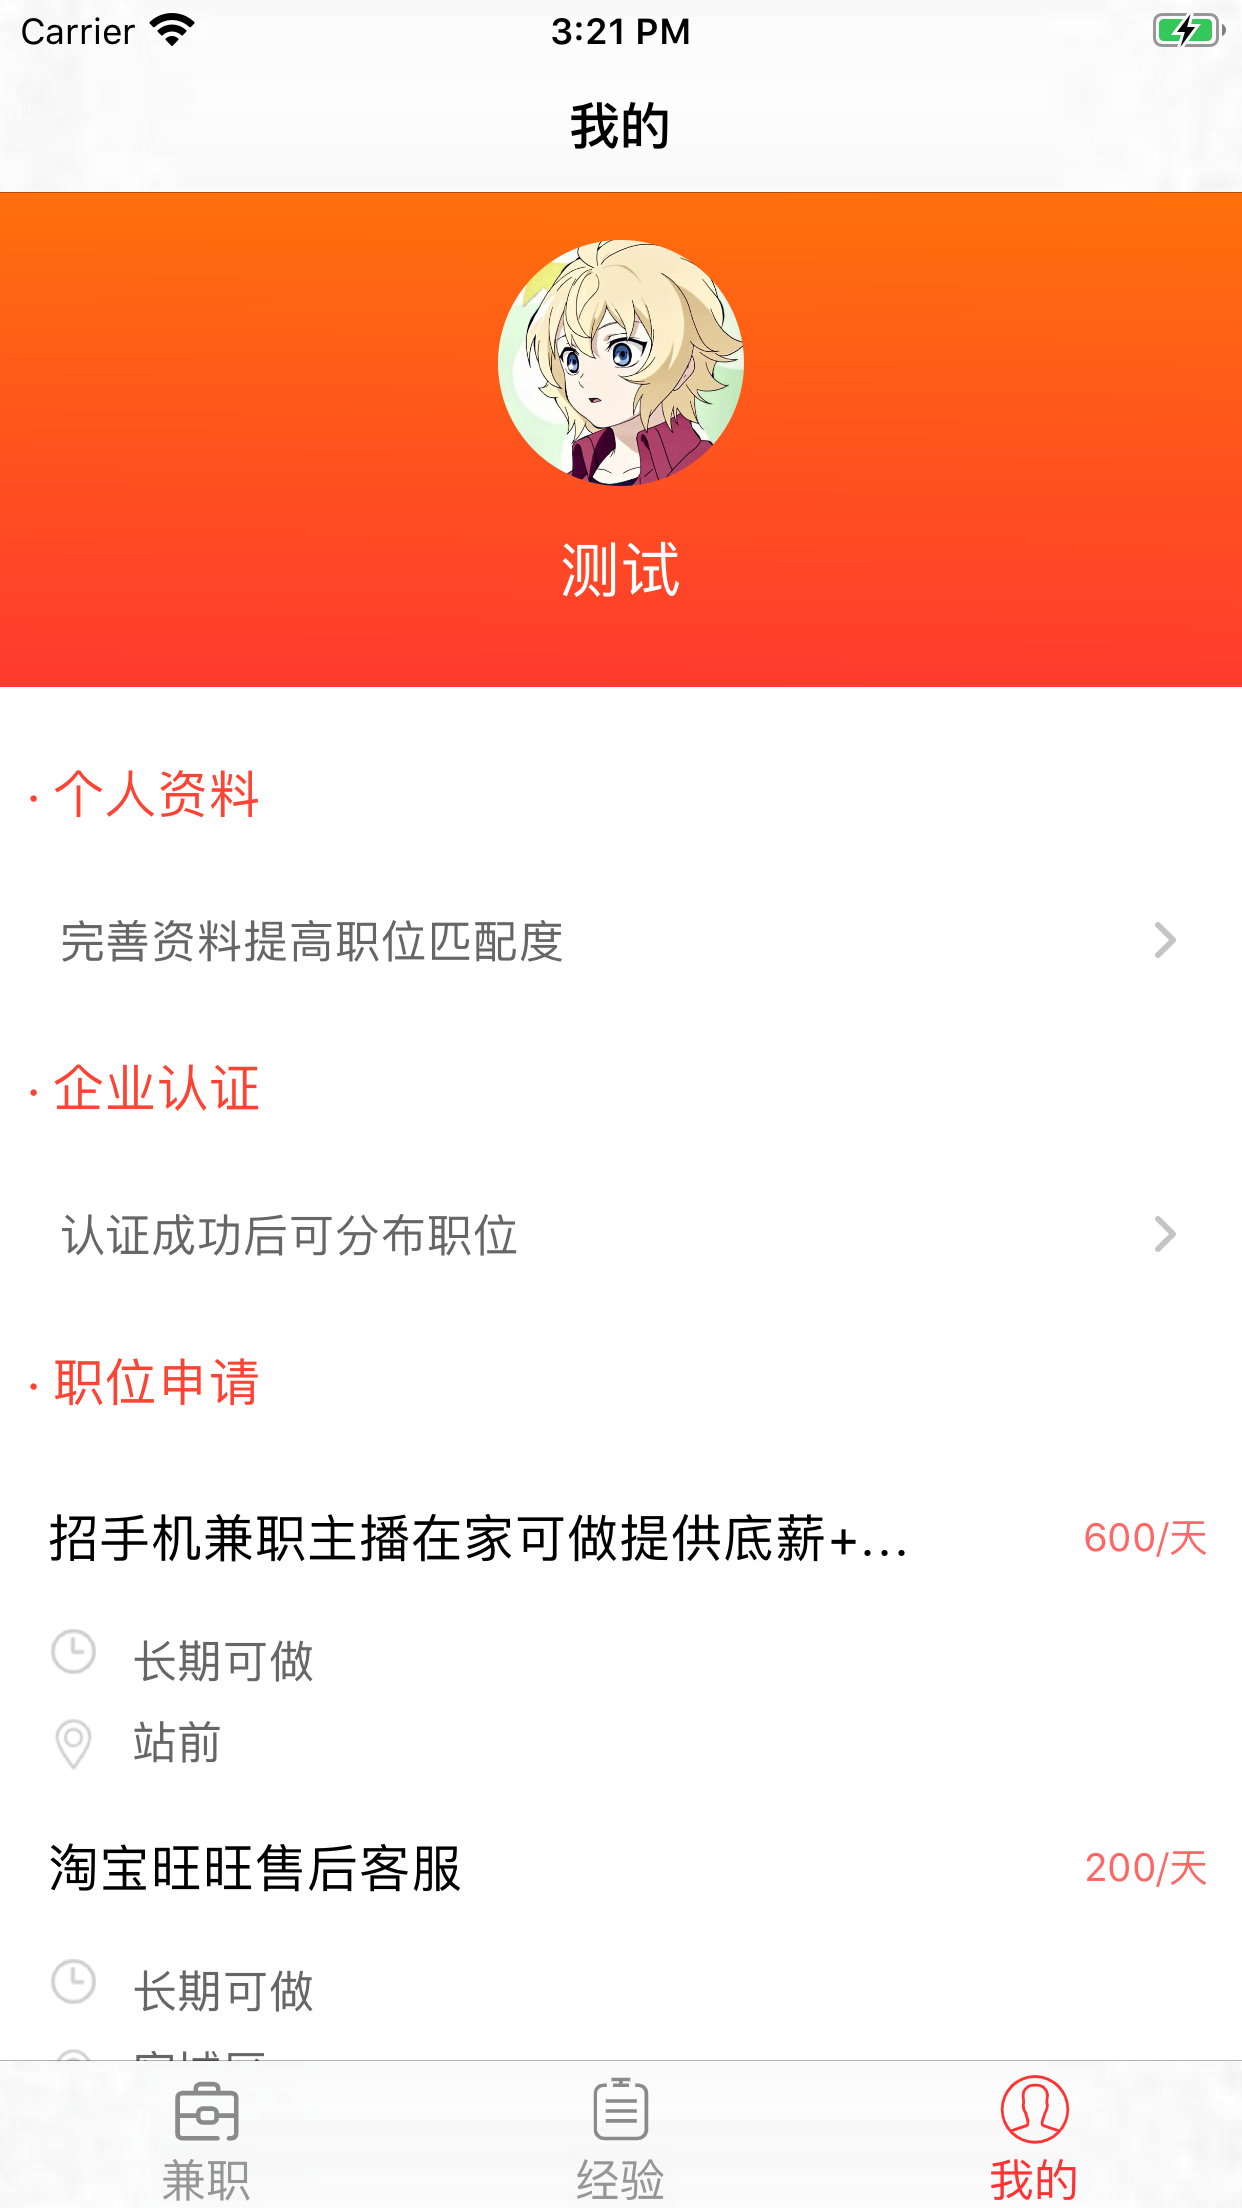 Carrier
3:21 PM
我的
测试
· 个人资料
完善资料提高职位匹配度
· 企业认证
认证成功后可分布职位
· 职位申请
招手机兼职主播在家可做提供底薪+...
600/天
长期可做
站前
淘宝旺旺售后客服
200/天
长期可做
兼职
经验
我的